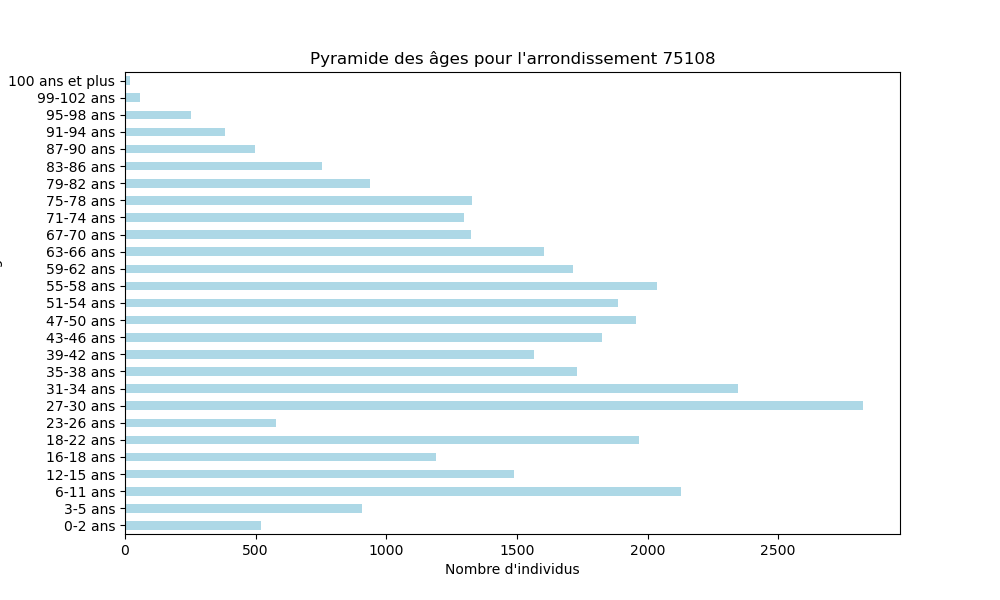 Pyramide des âges pour l'arrondissement 75108
100 ans et plus
99-102 ans
95-98 ans
91-94 ans
87-90 ans
83-86 ans
79-82 ans
75-78 ans
71-74 ans
67-70 ans
63-66 ans
59-62 ans
55-58 ans
51-54 ans
47-50 ans
43-46 ans
39-42 ans
35-38 ans
31-34 ans
27-30 ans
23-26 ans
18-22 ans
16-18 ans
12-15 ans
6-11 ans
3-5 ans
0-2 ans
0 500 1000 1500 2000 2500
Nombre d'individus